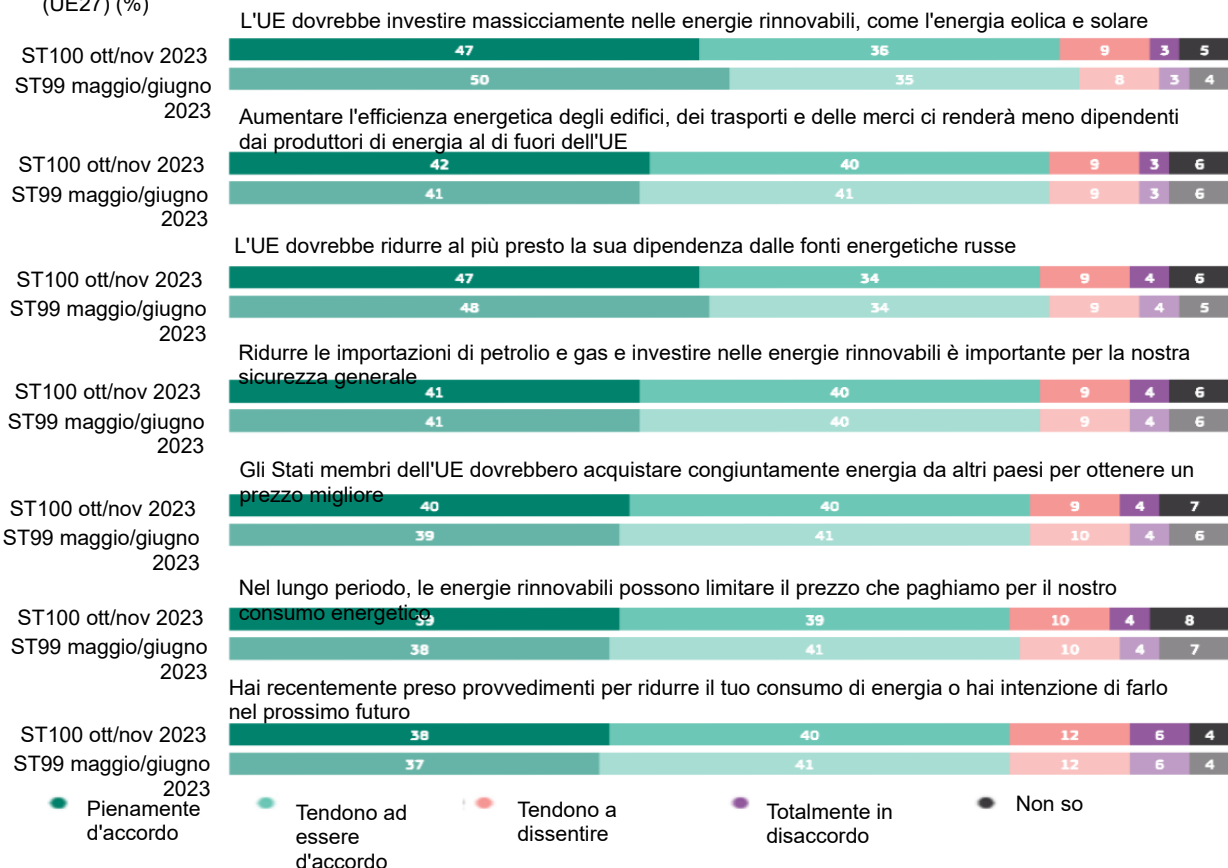 (UE27) (%)
L'UE dovrebbe investire massicciamente nelle energie rinnovabili, come l'energia eolica e solare
ST100 ott/nov 2023 47 36 9 3 5
ST99 maggio/giugno 50 35 8 3 4
2023
Aumentare l'efficienza energetica degli edifici, dei trasporti e delle merci ci renderà meno dipendenti
dai produttori di energia al di fuori dell'UE
ST100 ott/nov 2023 42 40 9 3 6
ST99 maggio/giugno 41 41 9 3 6
2023
L'UE dovrebbe ridurre al più presto la sua dipendenza dalle fonti energetiche russe
ST100 ott/nov 2023 47 34 9 4 6
ST99 maggio/giugno 48 34 9 4 5
2023
Ridurre le importazioni di petrolio e gas e investire nelle energie rinnovabili è importante per la nostra
sicurezza generale
ST100 ott/nov 2023 41 40 9 4 6
ST99 maggio/giugno 41 40 9 4 6
2023
Gli Stati membri dell'UE dovrebbero acquistare congiuntamente energia da altri paesi per ottenere un
prezzo migliore
ST100 ott/nov 2023 40 40 9 4 7
ST99 maggio/giugno 39 41 10 4 6
2023
Nel lungo periodo, le energie rinnovabili possono limitare il prezzo che paghiamo per il nostro
consumo energetico
ST100 ott/nov 2023 39 39 10 4 8
ST99 maggio/giugno 38 41 10 4 7
2023
Hai recentemente preso provvedimenti per ridurre il tuo consumo di energia o hai intenzione di farlo
nel prossimo futuro
ST100 ott/nov 2023 38 40 12 6 4
ST99 maggio/giugno 37 41 12 6 4
2023
Pienamente
d'accordo
Tendono ad
essere
d'accordo
Tendono a
dissentire
Totalmente in
disaccordo
Non so